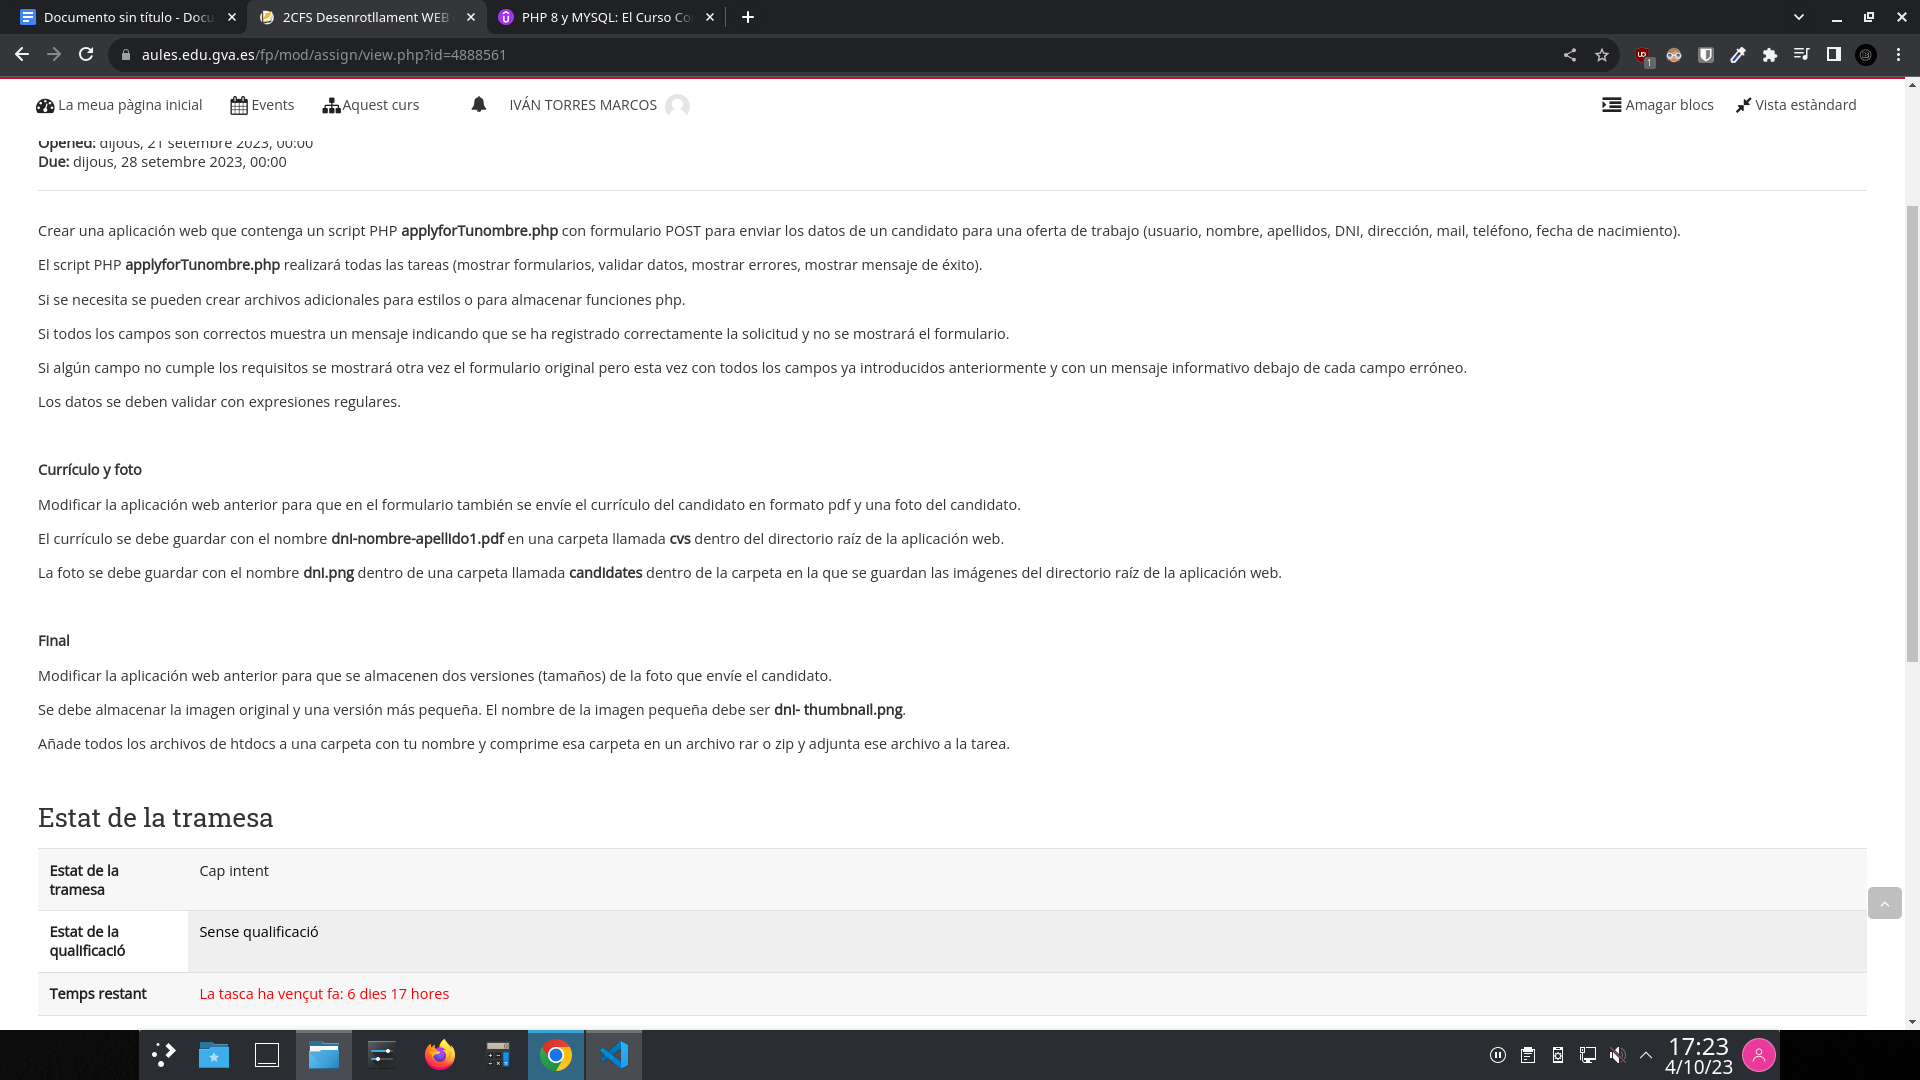 Documento sin título - Docu
2CFS Desenrotllament WEB
PHP 8 y MYSQL: El Curso Co
aules.edu.gva.es/fp/mod/assign/view.php?id=4888561
1
La meua pàgina inicial
Events
Aquest curs
IVÁN TORRES MARCOS
Amagar blocs
Vista estàndard
Opened: dijous, 21 setembre 2023, 00:00
Due: dijous, 28 setembre 2023, 00:00
Crear una aplicación web que contenga un script PHP applyforTunombre.php con formulario POST para enviar los datos de un candidato para una oferta de trabajo (usuario, nombre, apellidos, DNI, dirección, mail, teléfono, fecha de nacimiento).
El script PHP applyforTunombre.php realizará todas las tareas (mostrar formularios, validar datos, mostrar errores, mostrar mensaje de éxito).
Si se necesita se pueden crear archivos adicionales para estilos o para almacenar funciones php.
Si todos los campos son correctos muestra un mensaje indicando que se ha registrado correctamente la solicitud y no se mostrará el formulario.
Si algún campo no cumple los requisitos se mostrará otra vez el formulario original pero esta vez con todos los campos ya introducidos anteriormente y con un mensaje informativo debajo de cada campo erróneo.
Los datos se deben validar con expresiones regulares.
Currículo y foto
Modificar la aplicación web anterior para que en el formulario también se envíe el currículo del candidato en formato pdf y una foto del candidato.
El currículo se debe guardar con el nombre dni-nombre-apellido1.pdf en una carpeta llamada cvs dentro del directorio raíz de la aplicación web.
La foto se debe guardar con el nombre dni.png dentro de una carpeta llamada candidates dentro de la carpeta en la que se guardan las imágenes del directorio raíz de la aplicación web.
Final
Modificar la aplicación web anterior para que se almacenen dos versiones (tamaños) de la foto que envíe el candidato.
Se debe almacenar la imagen original y una versión más pequeña. El nombre de la imagen pequeña debe ser dni- thumbnail.png.
Añade todos los archivos de htdocs a una carpeta con tu nombre y comprime esa carpeta en un archivo rar o zip y adjunta ese archivo a la tarea.
Estat de la tramesa
Estat de la tramesa
Cap intent
Estat de la qualificació
Sense qualificació
Temps restant
La tasca ha vençut fa: 6 dies 17 hores
17:23
4/10/23